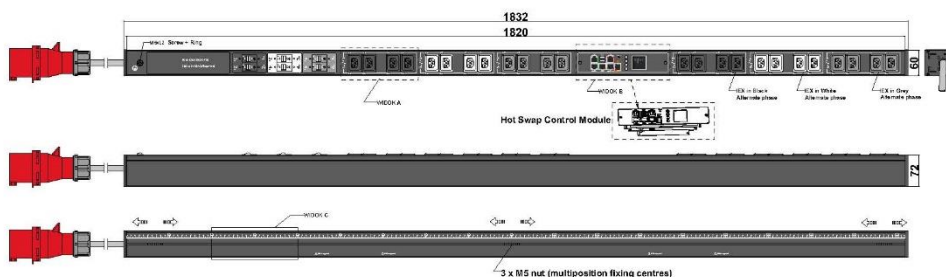 1832
1820
M6x12 Screw + Ring
60
WIDOK A
WIDOK B
IEX in Black
Alternate phase
IEX in White
Alternate phase
IEX in Grey
Alternate phase
Hot Swap Control Module
72
WIDOK C
3 x M5 nut (multiposition fixing centres)